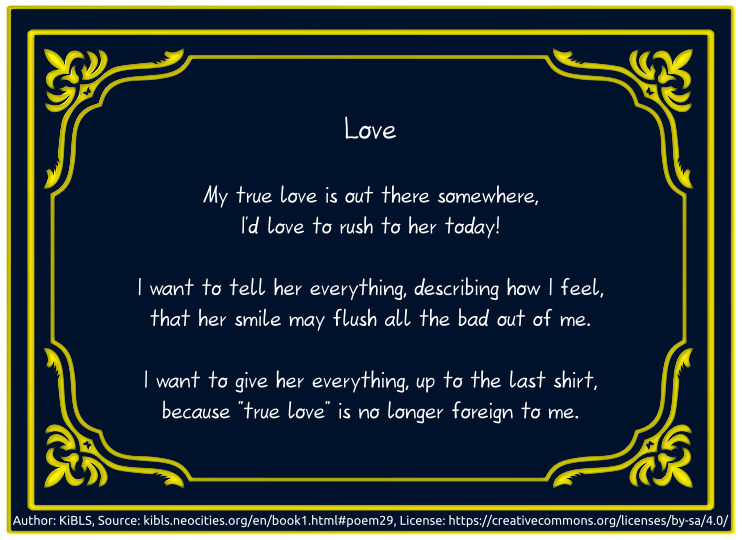 Love
My true love is out there somewhere,
I'd love to rush to her today!
I want to tell her everything, describing how I feel,
that her smile may flush all the bad out of me.
I want to give her everything, up to the last shirt,
because "true love" is no longer foreign to me.
Author: KiBLS, Source: kibls.neocities.org/en/book1.html#poem29, License: https://creativecommons.org/licenses/by-sa/4.0/